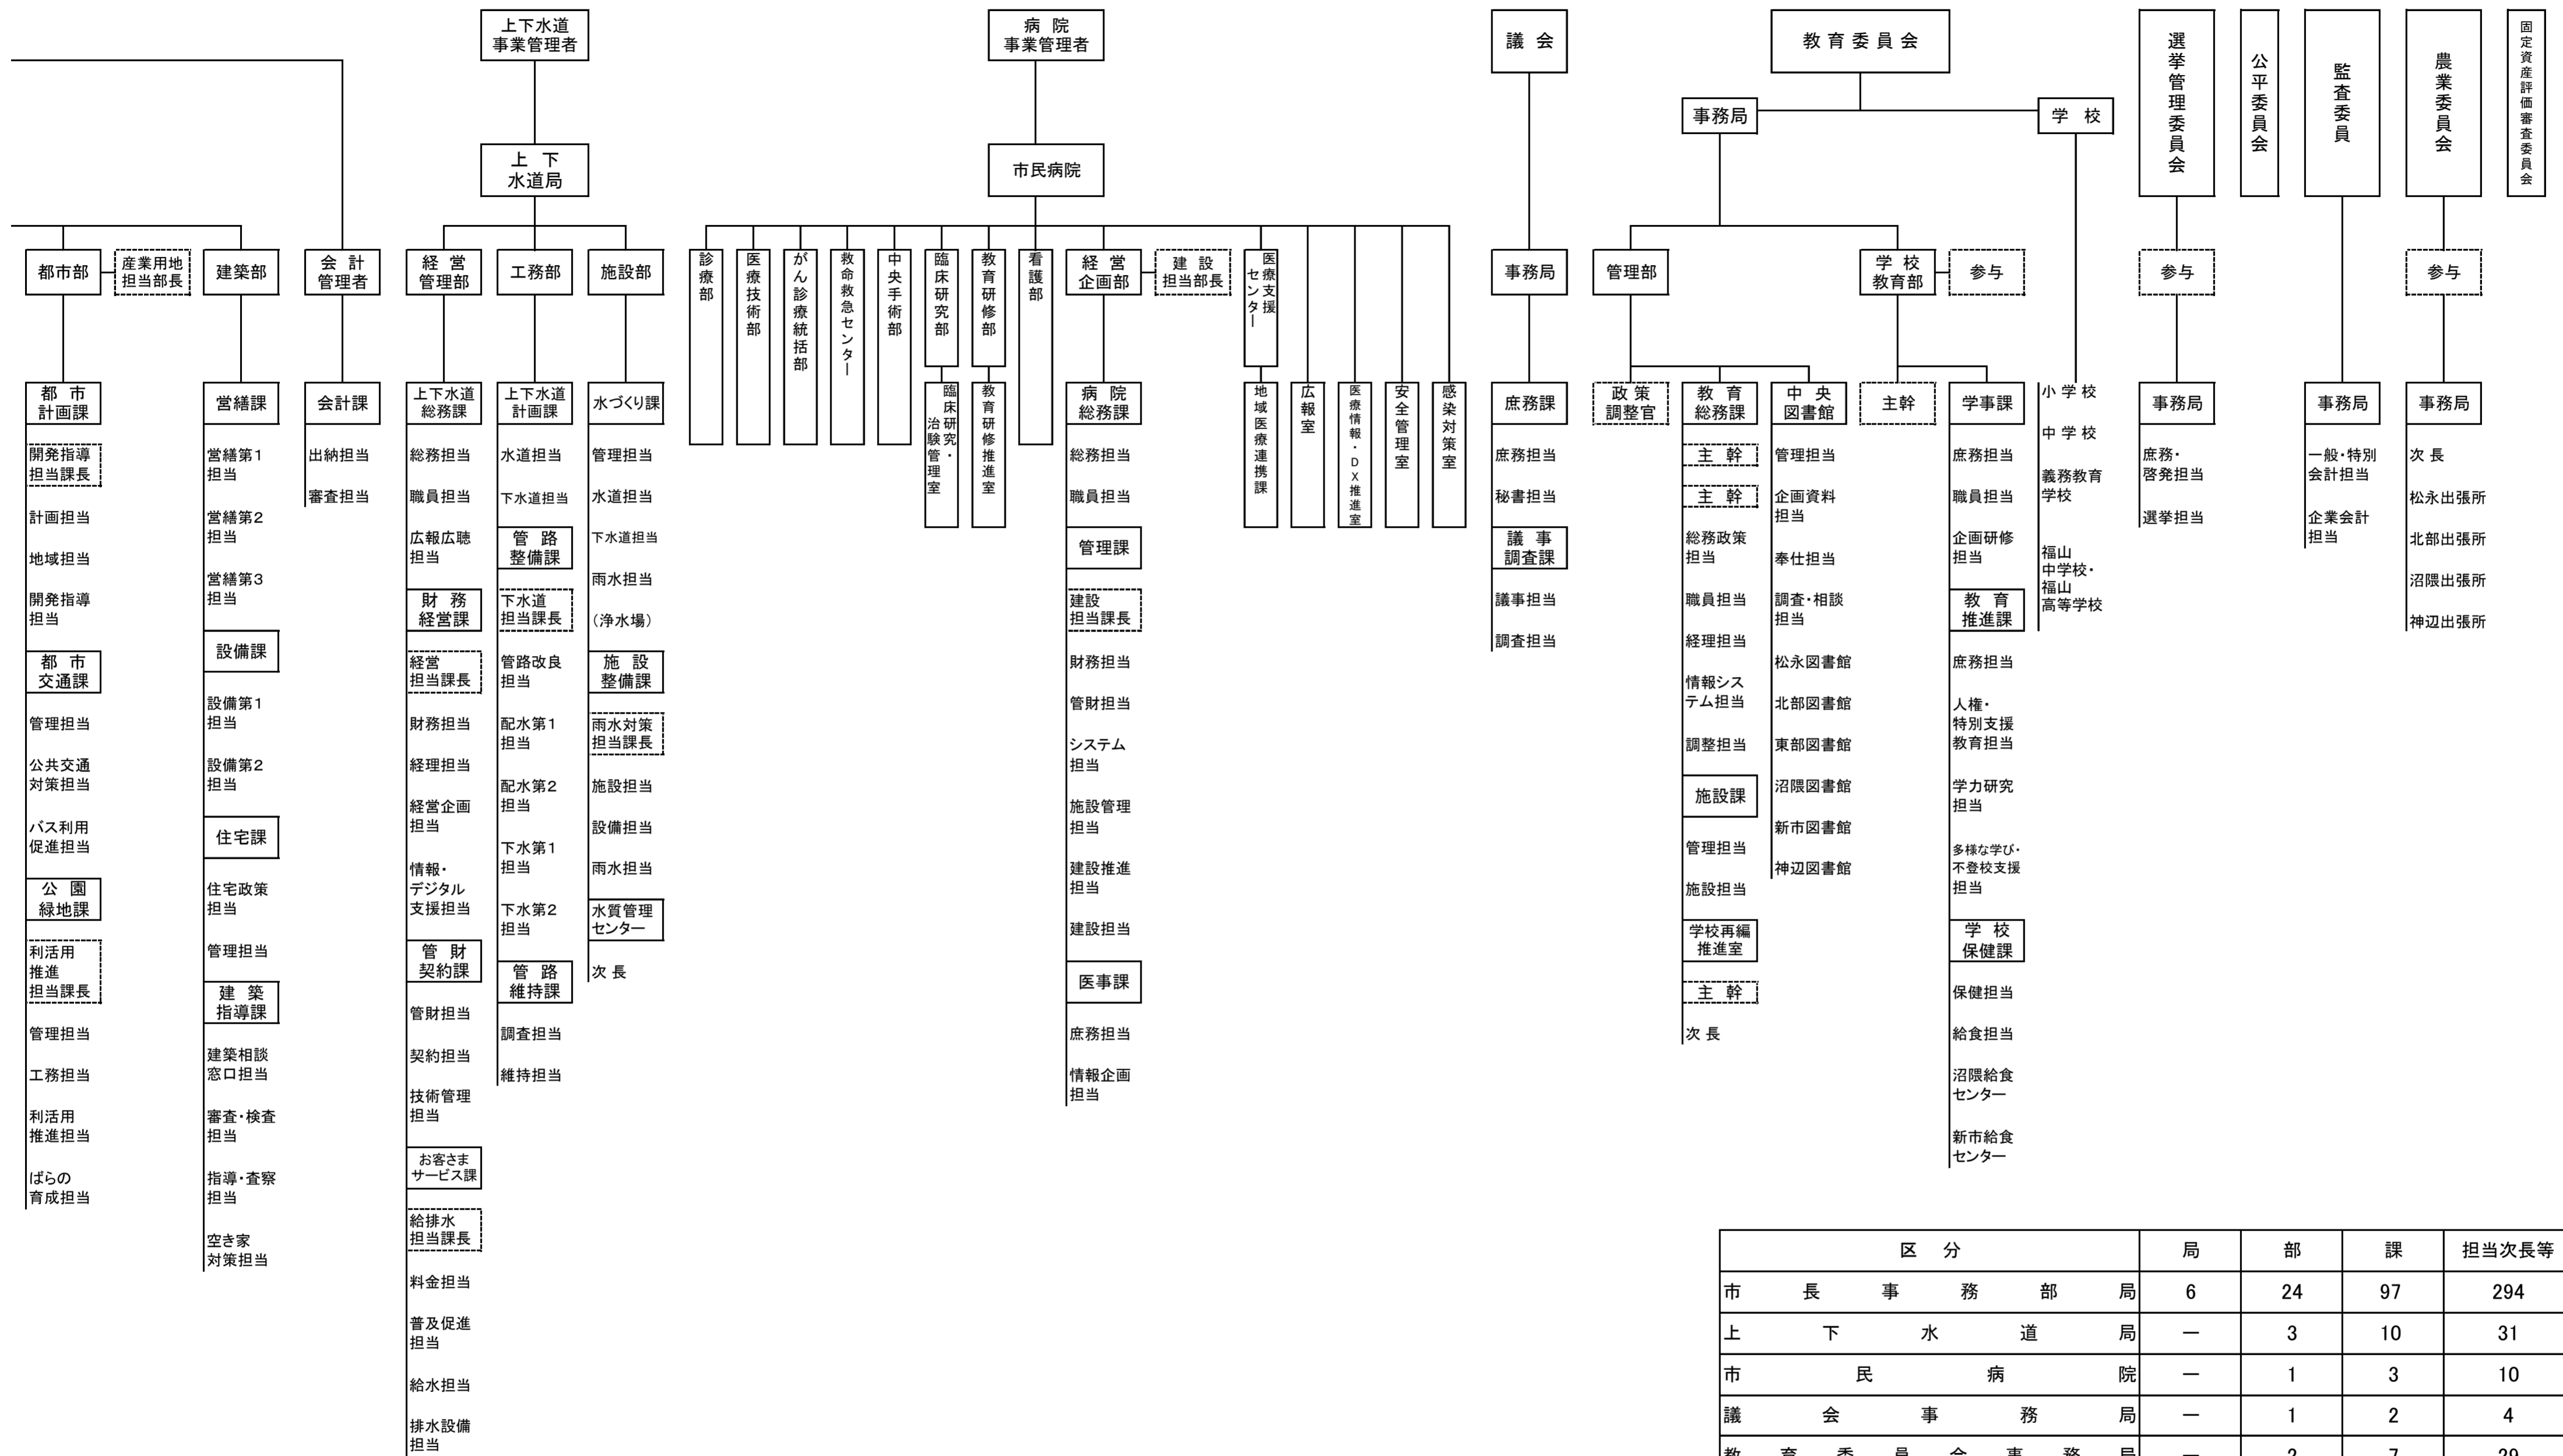 上下水道
事業管理者
病 院
事業管理者
議 会
教 育 委 員 会
選挙管理委員会
公平委員会
監査委員
農業委員会
固定資産評価審査委員会
事務局
学 校
上 下
水道局
市民病院
都市部
産業用地
担当部長
建築部
会 計
管理者
経 営
管理部
工務部
施設部
診療部
医療技術部
がん診療統括部
救命救急センター
中央手術部
臨床研究部
教育研修部
看護部
経 営
企画部
建 設
担当部長
医療支援
センター
事務局
管理部
学 校
教育部
参与
参与
参与
都 市
計画課
開発指導
担当課長
計画担当
地域担当
開発指導
担当
都 市
交通課
管理担当
公共交通
対策担当
バス利用
促進担当
公 園
緑地課
利活用
推進
担当課長
管理担当
工務担当
利活用
推進担当
ばらの
育成担当
営繕課
営繕第1
担当
営繕第2
担当
営繕第3
担当
設備課
設備第1
担当
設備第2
担当
住宅課
住宅政策
担当
管理担当
建 築
指導課
建築相談
窓口担当
審査・検査
担当
指導・査察
担当
空き家
対策担当
会計課
出納担当
審査担当
上下水道
総務課
総務担当
職員担当
広報広聴
担当
財 務
経営課
経営
担当課長
財務担当
経理担当
経営企画
担当
情報・
デジタル
支援担当
管 財
契約課
管財担当
契約担当
技術管理
担当
お客さま
サービス課
給排水
担当課長
料金担当
普及促進
担当
給水担当
排水設備
担当
上下水道
計画課
水道担当
下水道担当
管 路
整備課
下水道
担当課長
管路改良
担当
配水第1
担当
配水第2
担当
下水第1
担当
下水第2
担当
管 路
維持課
調査担当
維持担当
水づくり課
管理担当
水道担当
下水道担当
雨水担当
（浄水場）
施 設
整備課
雨水対策
担当課長
施設担当
設備担当
雨水担当
水質管理
センター
次 長
臨床研究・
治験管理室
教育研修推進室
病 院
総務課
総務担当
職員担当
管理課
建設
担当課長
財務担当
管財担当
システム
担当
施設管理
担当
建設推進
担当
建設担当
医事課
庶務担当
情報企画
担当
地域医療連携課
広報室
医療情報・DX推進室
安全管理室
感染対策室
庶務課
庶務担当
秘書担当
議 事
調査課
議事担当
調査担当
政 策
調整官
教 育
総務課
主 幹
主 幹
総務政策
担当
職員担当
経理担当
情報シス
テム担当
調整担当
施設課
管理担当
施設担当
学校再編
推進室
主 幹
次 長
中 央
図書館
管理担当
企画資料
担当
奉仕担当
調査・相談
担当
松永図書館
北部図書館
東部図書館
沼隈図書館
新市図書館
神辺図書館
主幹
学事課
庶務担当
職員担当
企画研修
担当
教 育
推進課
庶務担当
人権・
特別支援
教育担当
学力研究
担当
多様な学び・
不登校支援
担当
学 校
保健課
保健担当
給食担当
沼隈給食
センター
新市給食
センター
小 学 校
中 学 校
義務教育
学校
福山
中学校・
福山
高等学校
事務局
庶務・
啓発担当
選挙担当
事務局
一般・特別
会計担当
企業会計
担当
事務局
次 長
松永出張所
北部出張所
沼隈出張所
神辺出張所
区 分 局 部 課 担当次長等
市 長 事 務 部 局 6 24 97 294
上 下 水 道 局 － 3 10 31
市 民 病 院 － 1 3 10
議 会 事 務 局 － 1 2 4
教 育 委 員 会 事 務 局 － 2 7 29